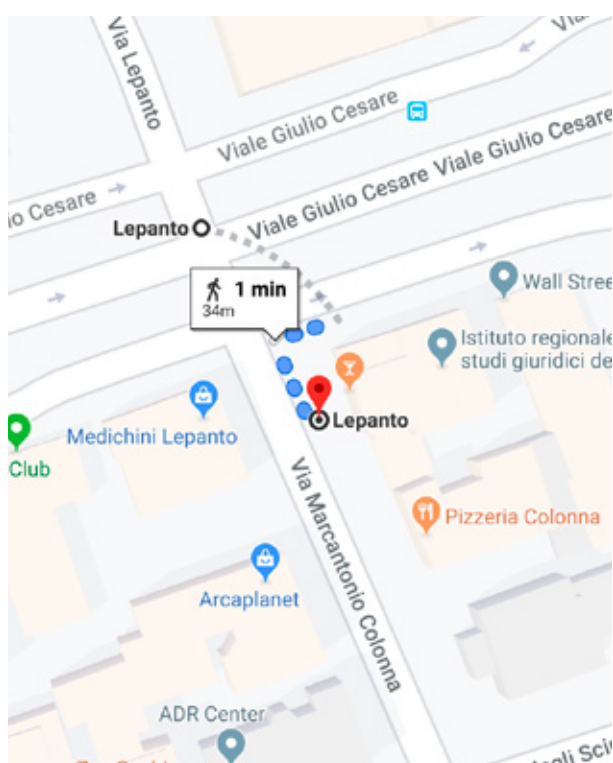 Via Lepanto
Via
Viale Giulio Cesare
io Cesare
Viale Giulio Cesare Viale Giulio Cesare
Lepanto
1 min
34m
Wall Stree
Istituto regionale
studi giuridici de
Lepanto
Medichini Lepanto
Club
Pizzeria Colonna
Via Marcantonio Colonna
Arcaplanet
ADR Center